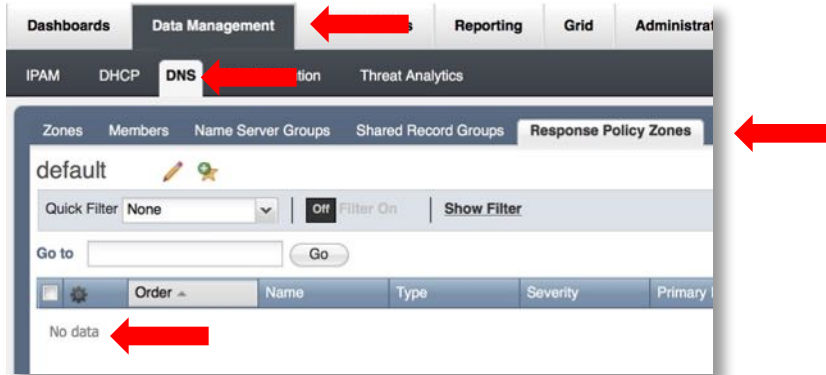 Dashboards Data Management Reporting Grid Administrat
IPAM DHCP DNS Threat Analytics
Zones Members Name Server Groups Shared Record Groups Response Policy Zones
default
Quick Filter None Off Filter On Show Filter
Go to Go
Order Name Type Severity Primary
No data